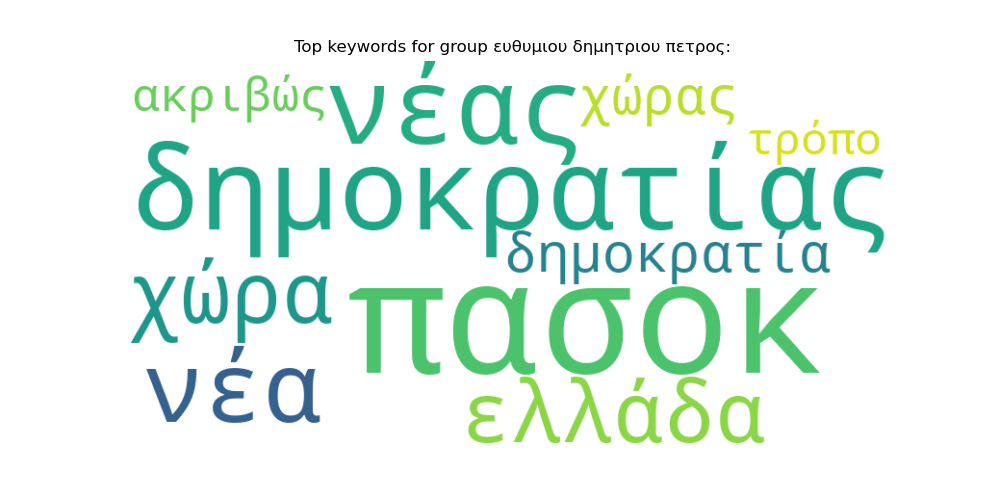 Top keywords for group ευθυμιου δημητριου πετρος:
ακριβώς νέας χώρας
τρόπο
δημοκρατίας
δημοκρατία
χώρα πασοκ
νέα ελλάδα